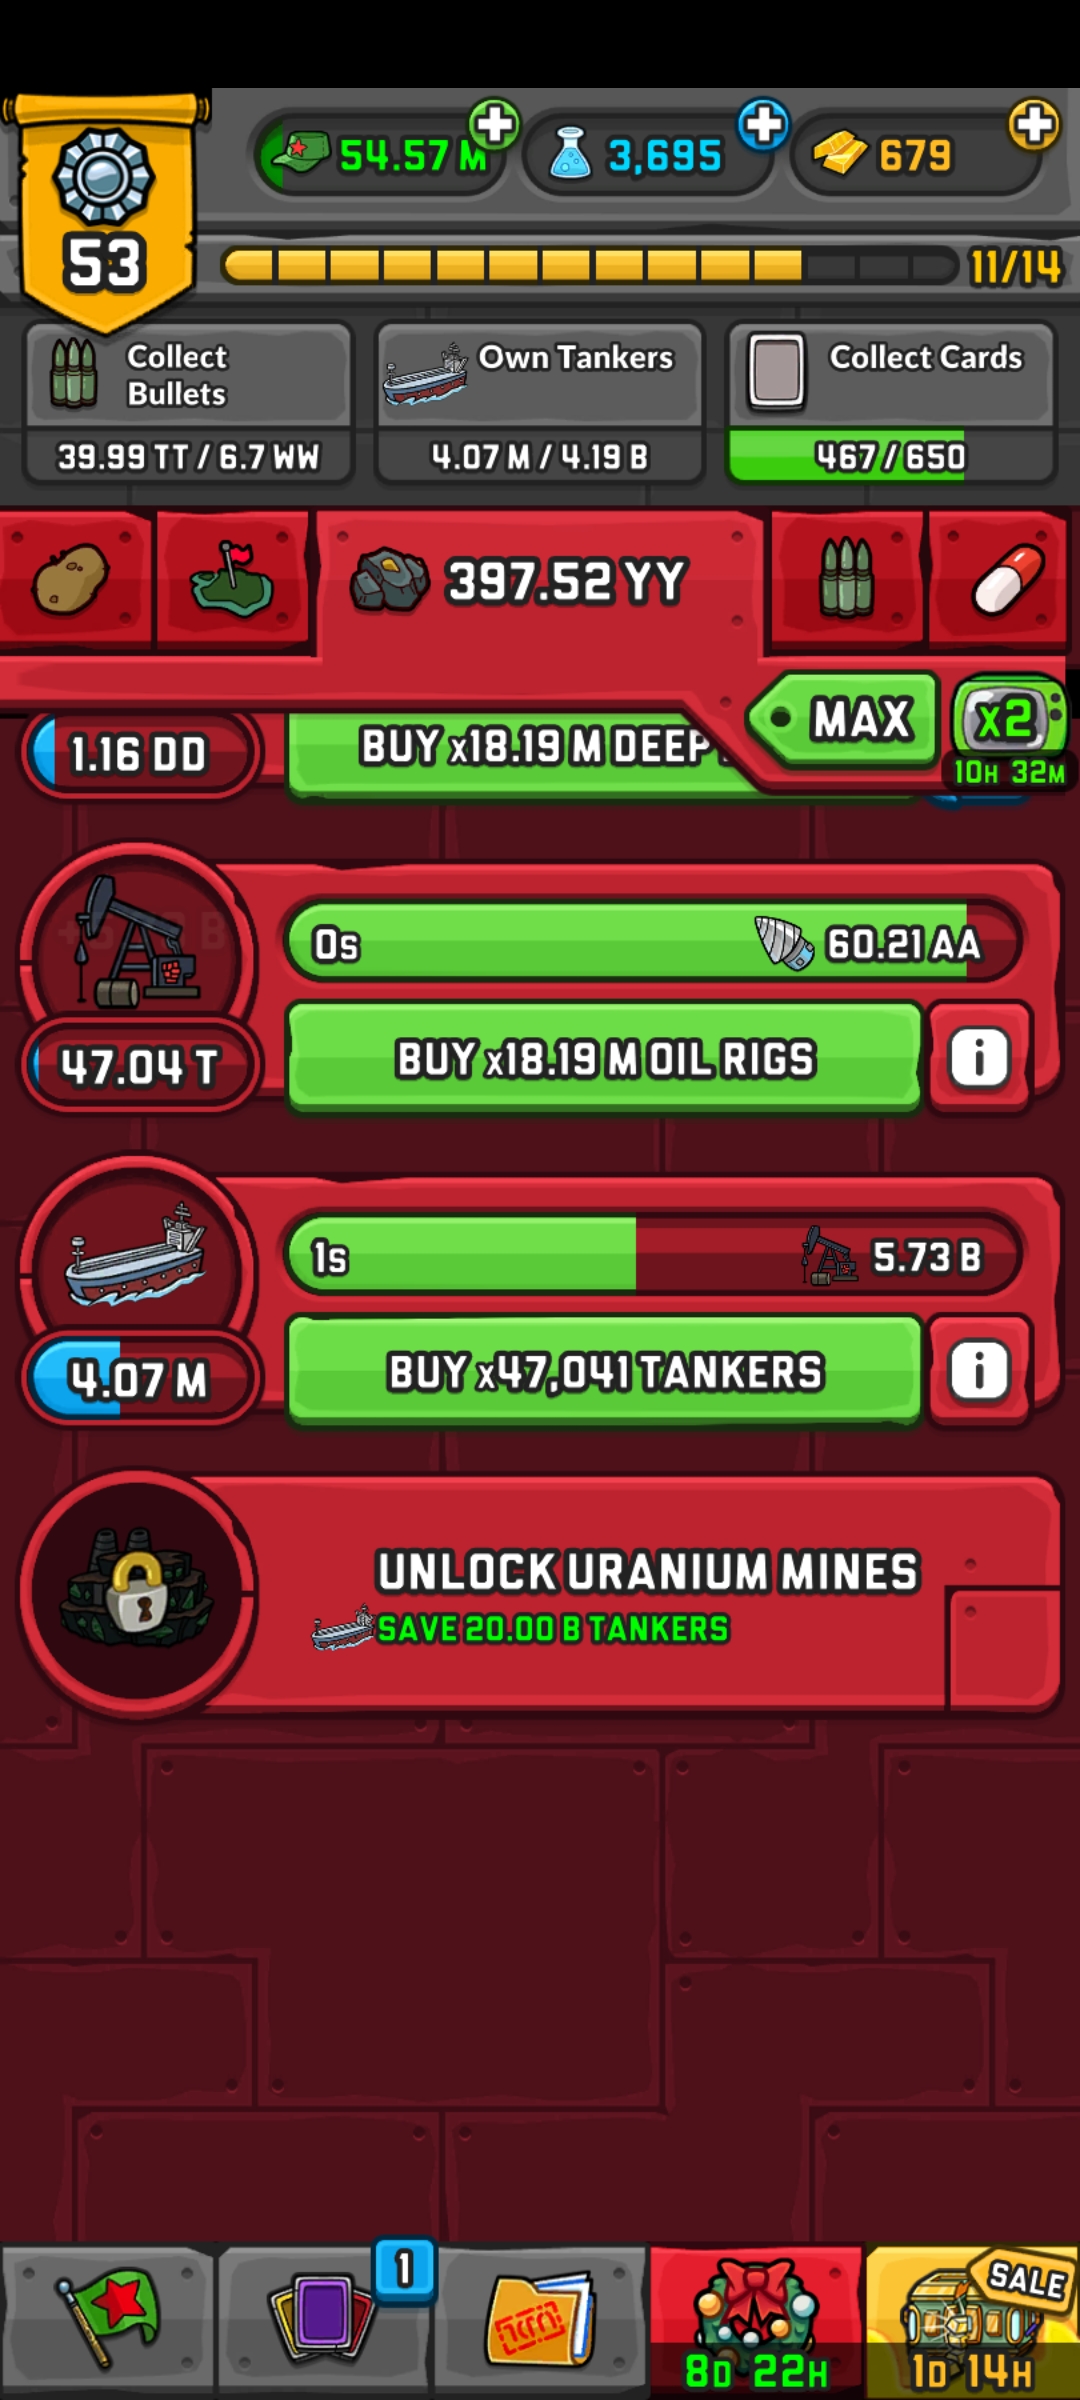 54.57 M
3,695
679
53
11/14
Collect
Bullets
39.99 TT / 6.7 WW
Own Tankers
4.07 M / 4.19 B
Collect Cards
467 / 650
397.52 YY
MAX
x2
10H 32M
1.16 DD
BUY x18.19 M DEEP
0s
60.21 AA
47.04 T
BUY x18.19 M OIL RIGS
i
1s
5.73 B
4.07 M
BUY x47,041 TANKERS
i
UNLOCK URANIUM MINES
SAVE 20.00 B TANKERS
1
SALE
8D 22H
1D 14H